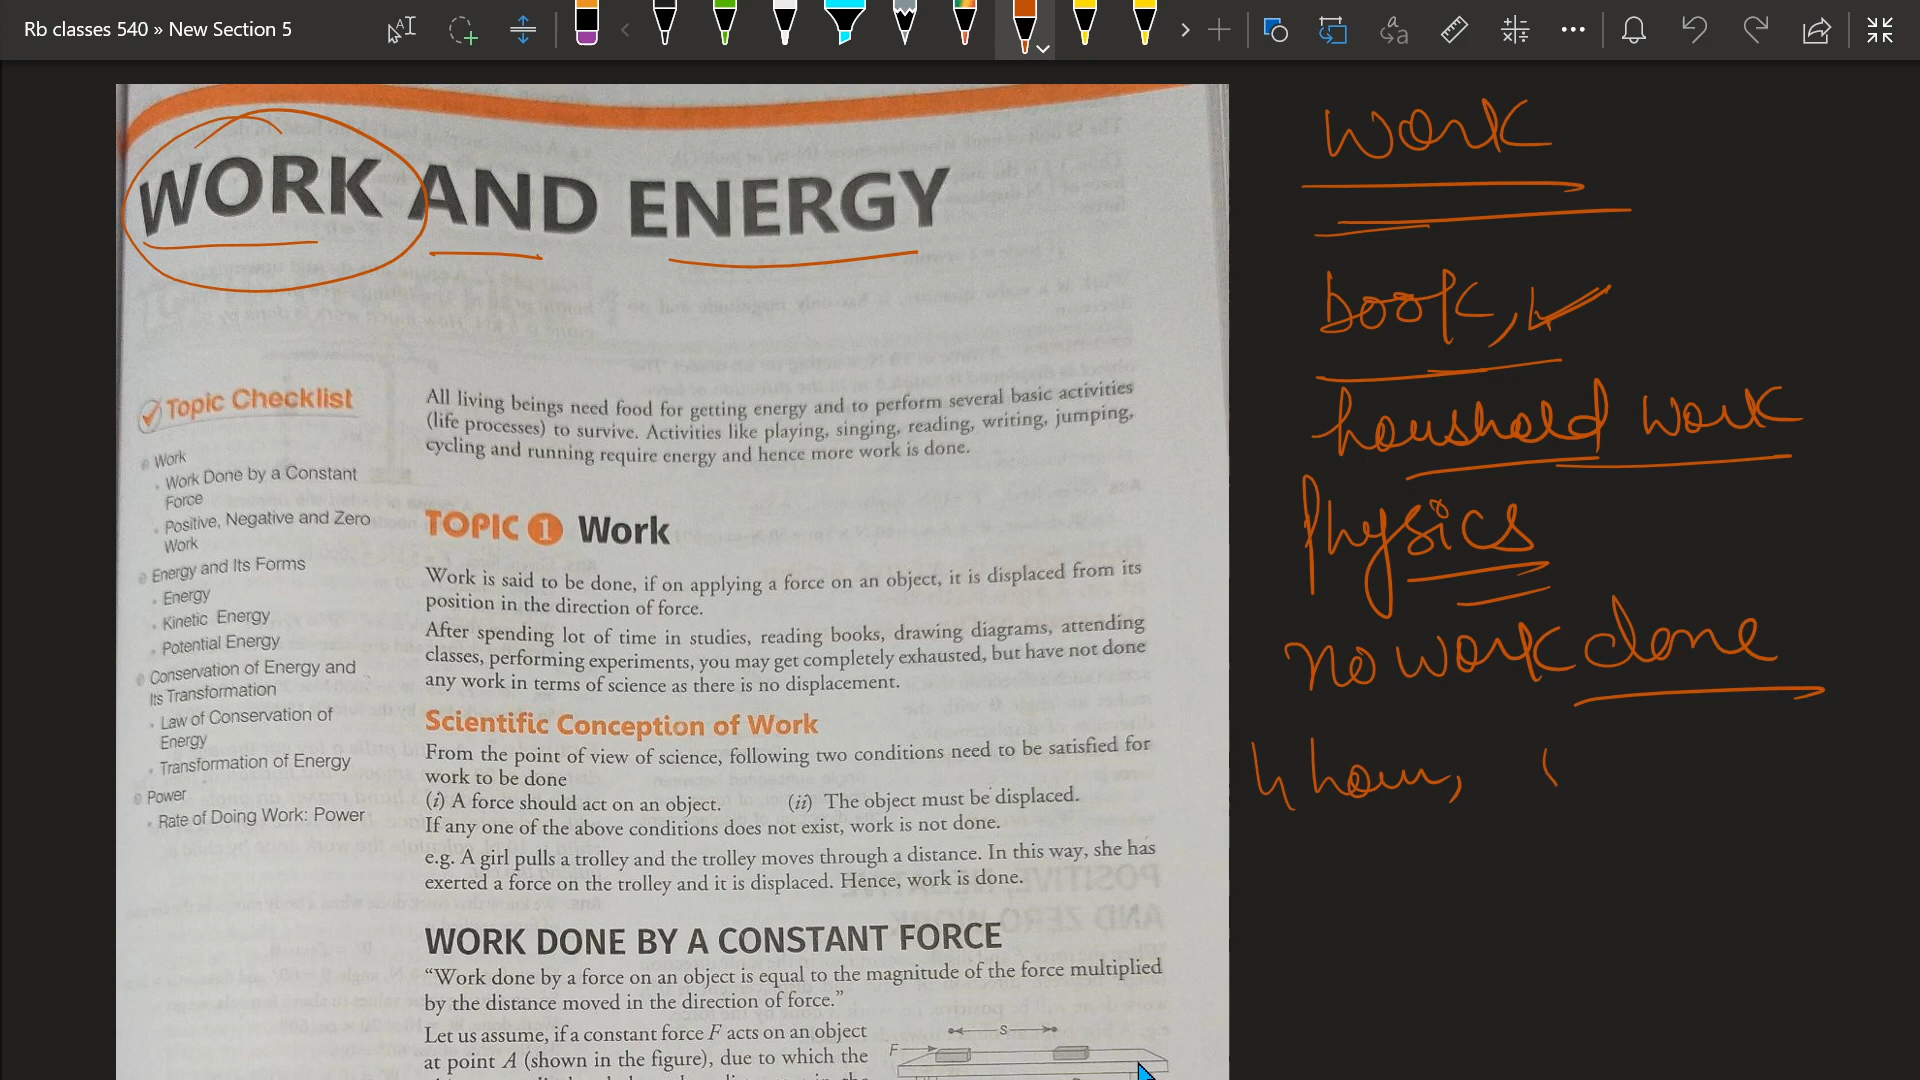 Rb classes 540 » New Section 5
WORK AND ENERGY
Topic Checklist
Work
Work Done by a Constant
Force
Positive, Negative and Zero
Work
Energy and Its Forms
Energy
Kinetic Energy
Potential Energy
Conservation of Energy and
Its Transformation
Law of Conservation of
Energy
Transformation of Energy
Power
Rate of Doing Work: Power
All living beings need food for getting energy and to perform several basic activities
(life processes) to survive. Activities like playing, singing, reading, writing, jumping,
cycling and running require energy and hence more work is done.
TOPIC 1 Work
Work is said to be done, if on applying a force on an object, it is displaced from its
position in the direction of force.
After spending lot of time in studies, reading books, drawing diagrams, attending
classes, performing experiments, you may get completely exhausted, but have not done
any work in terms of science as there is no displacement.
Scientific Conception of Work
From the point of view of science, following two conditions need to be satisfied for
work to be done
(i) A force should act on an object. (ii) The object must be displaced.
If any one of the above conditions does not exist, work is not done.
e.g. A girl pulls a trolley and the trolley moves through a distance. In this way, she has
exerted a force on the trolley and it is displaced. Hence, work is done.
WORK DONE BY A CONSTANT FORCE
“Work done by a force on an object is equal to the magnitude of the force multiplied
by the distance moved in the direction of force.”
Let us assume, if a constant force F acts on an object
at point A (shown in the figure), due to which the
S
F
work
book,
houshold work
Physics
no work done
4 hour,